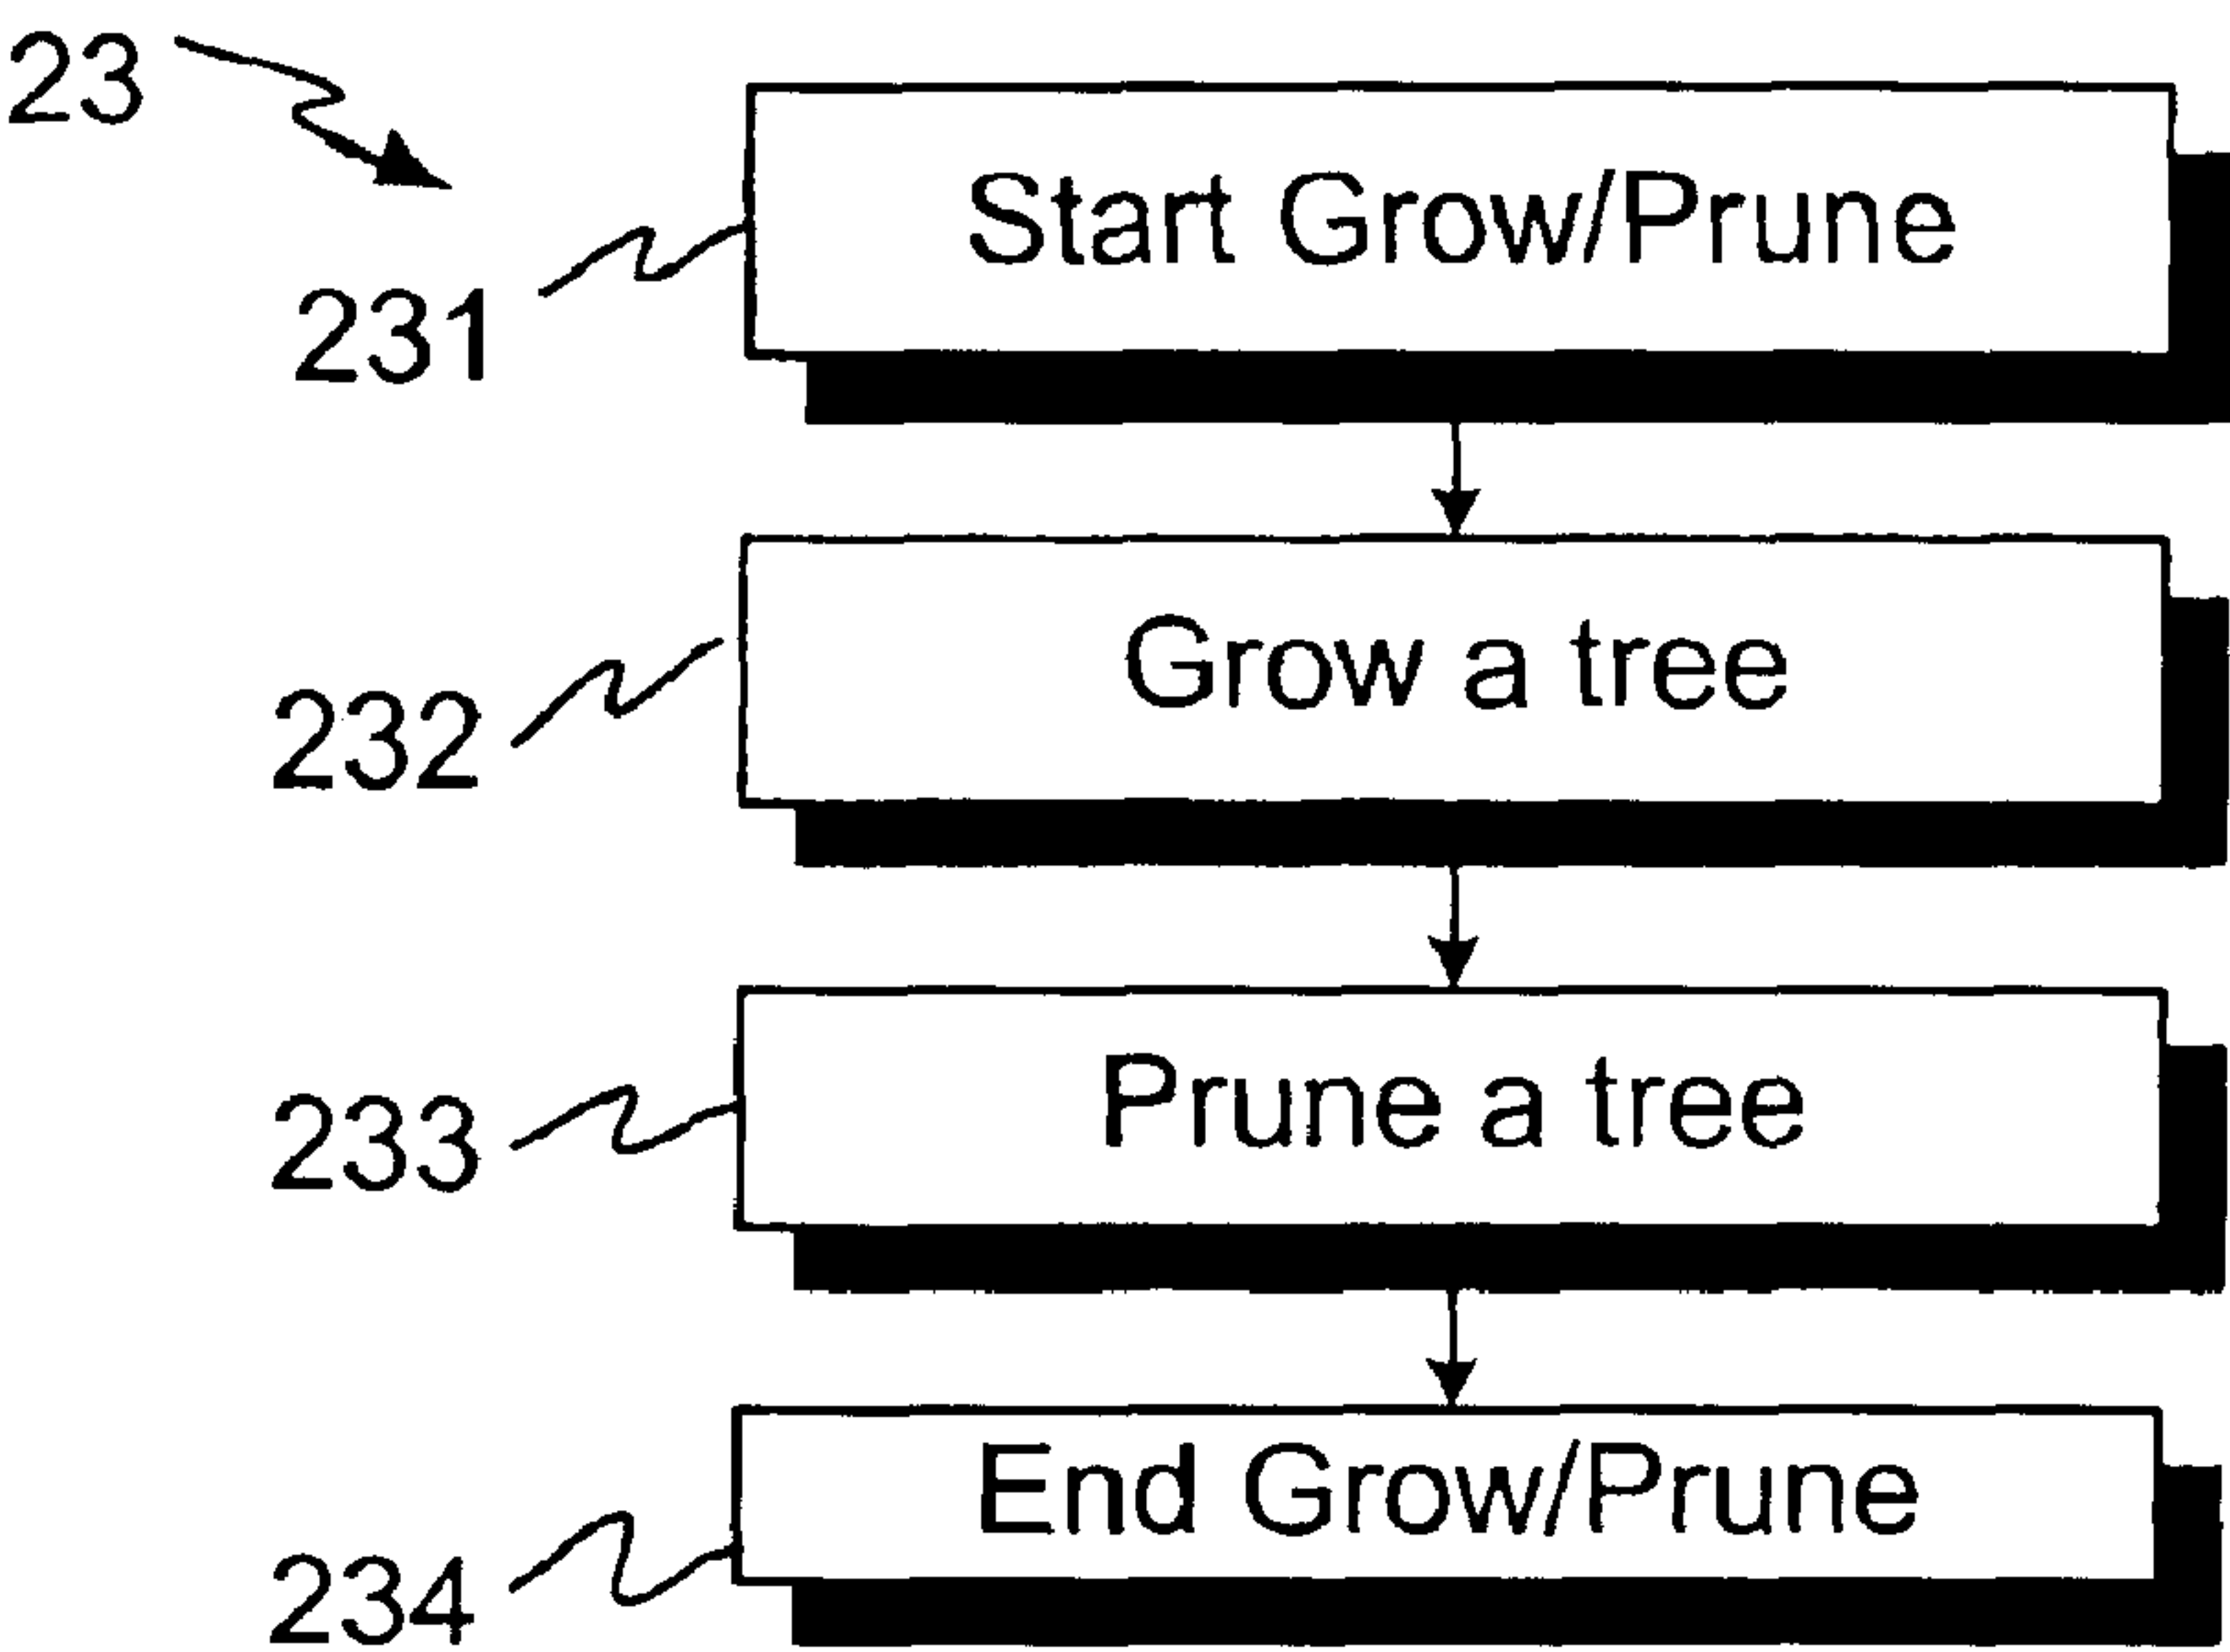 23
Start Grow/Prune
231
Grow a tree
232
Prune a tree
233
End Grow/Prune
234